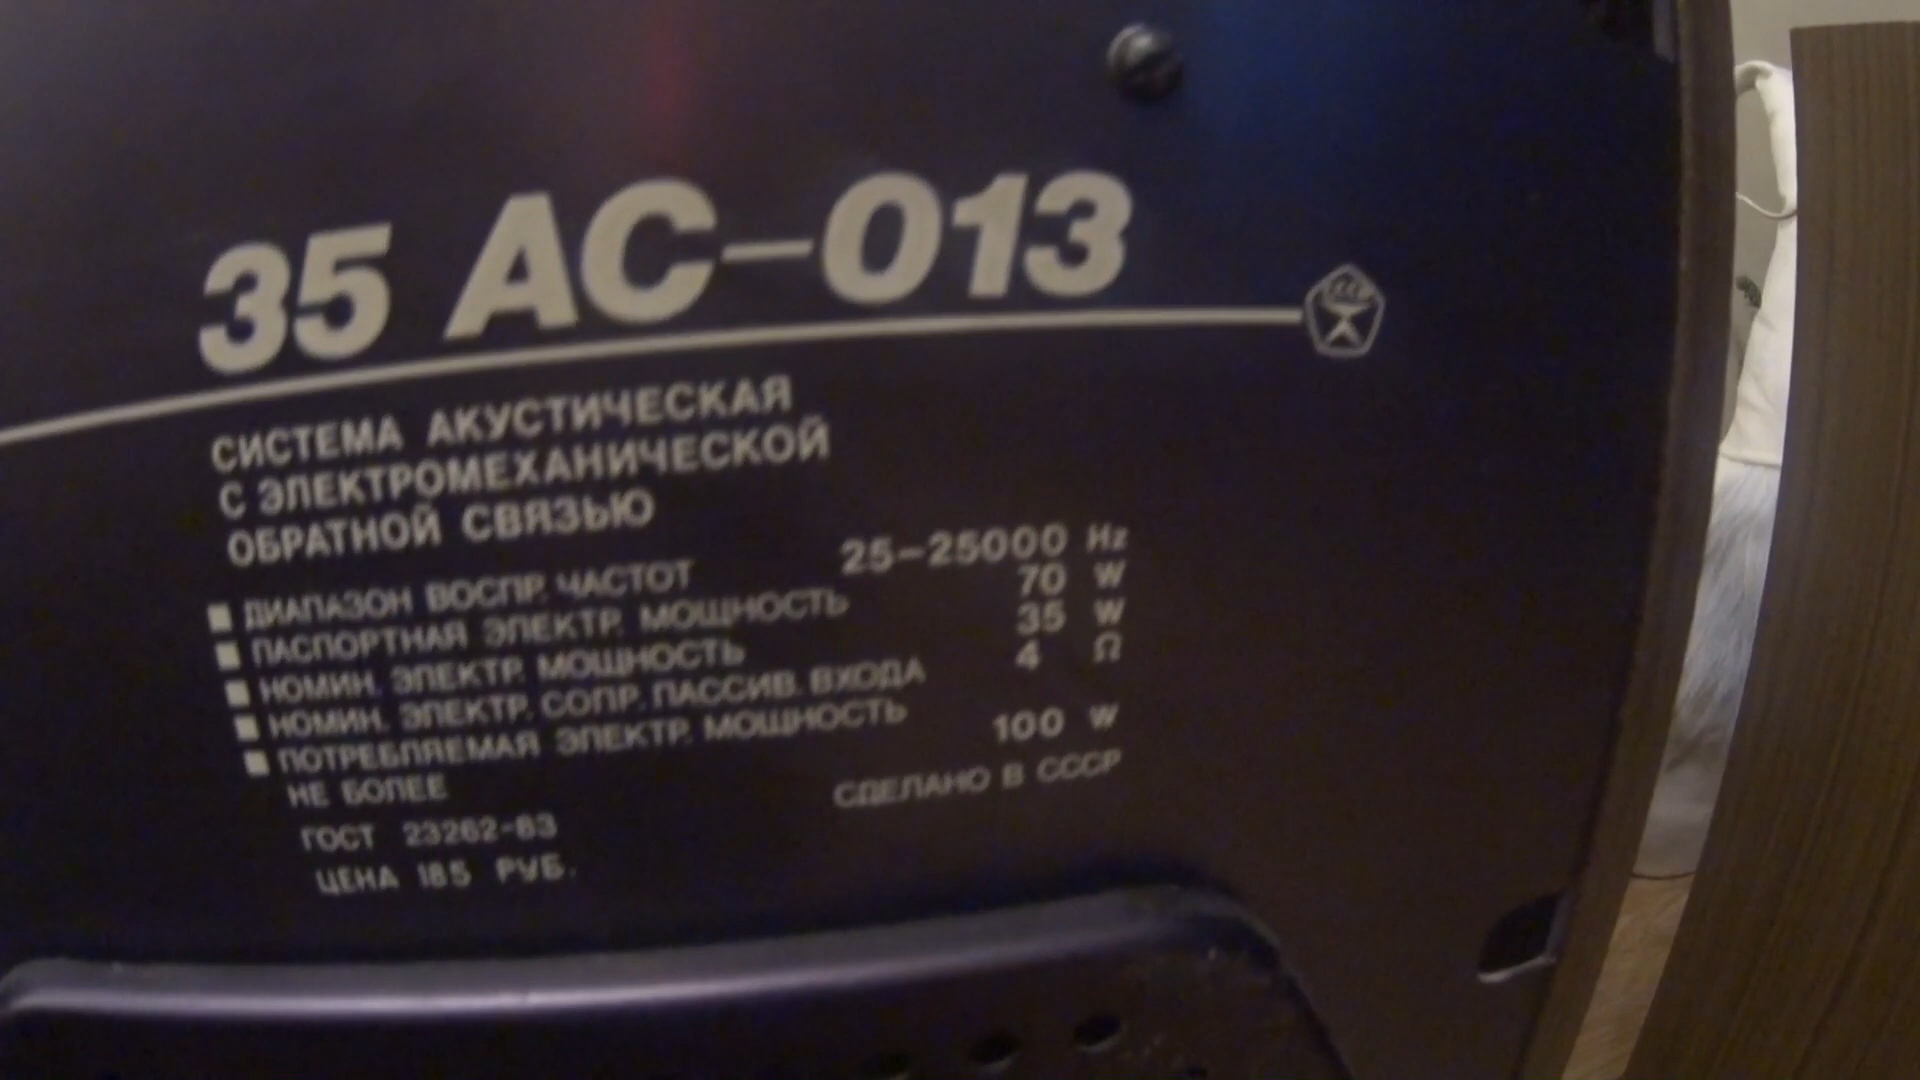 35 АС-013
СИСТЕМА АКУСТИЧЕСКАЯ
С ЭЛЕКТРОМЕХАНИЧЕСКОЙ
ОБРАТНОЙ СВЯЗЬЮ
ДИАПАЗОН ВОСПР. ЧАСТОТ 25-25000 Hz
ПАСПОРТНАЯ ЭЛЕКТР. МОЩНОСТЬ 70 W
НОМИН. ЭЛЕКТР. МОЩНОСТЬ 35 W
НОМИН. ЭЛЕКТР. СОПР. ПАССИВ. ВХОДА 4 Ω
ПОТРЕБЛЯЕМАЯ ЭЛЕКТР. МОЩНОСТЬ 100 W
НЕ БОЛЕЕ
СДЕЛАНО В СССР
ГОСТ 23262-83
ЦЕНА 185 РУБ.